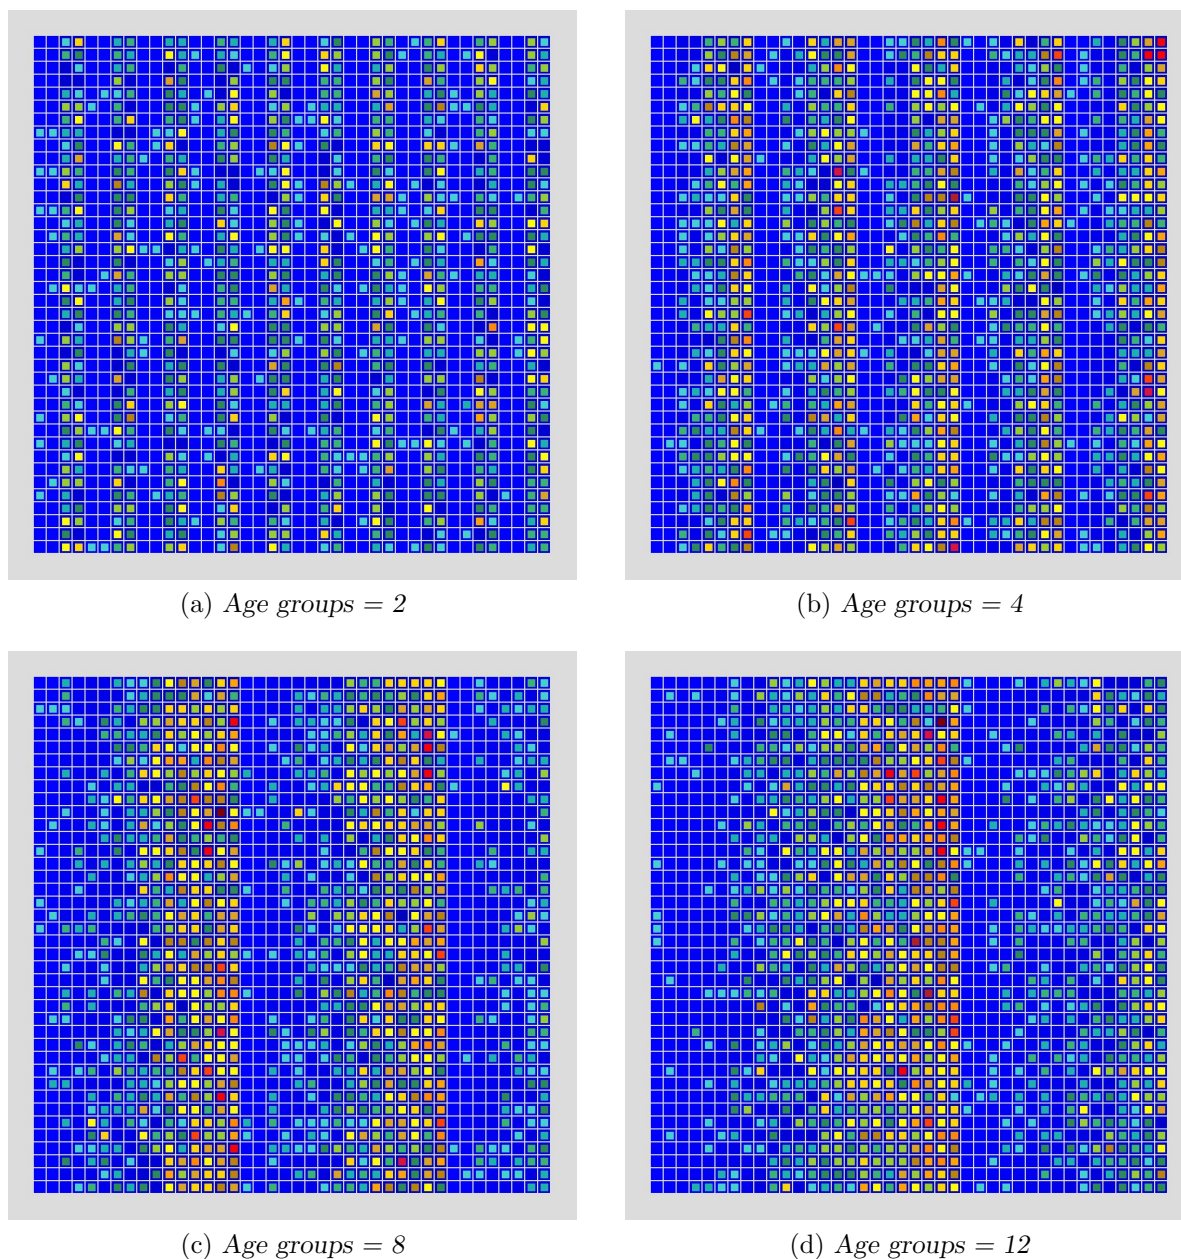 (a) Age groups = 2
(b) Age groups = 4
(c) Age groups = 8
(d) Age groups = 12